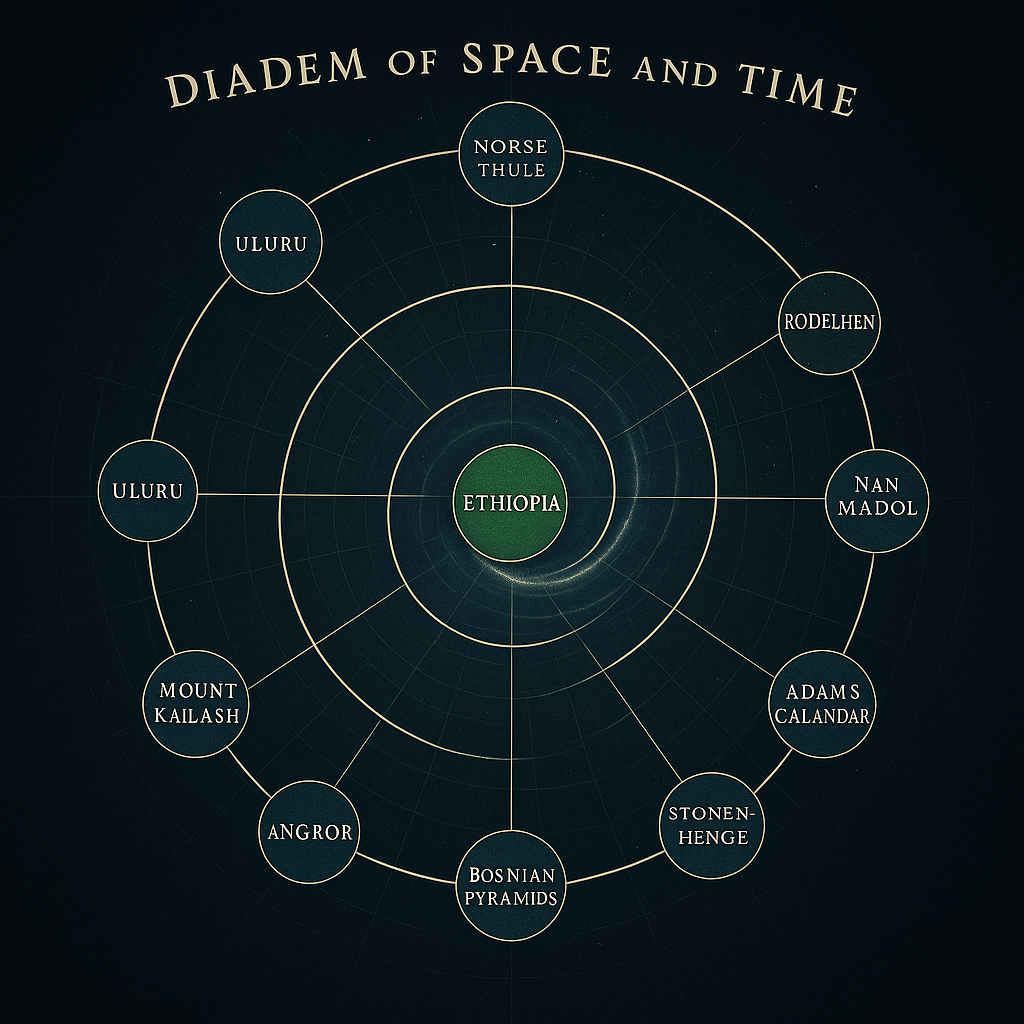 DIADEM OF SPACE AND TIME
NORSE
THULE
ULURU
RODELHEN
ULURU
ETHIOPIA
NAN
MADOL
MOUNT
KAILASH
ADAMS
CALANDAR
ANGROR
STONEN-
HENGE
BOSNIAN
PYRAMIDS